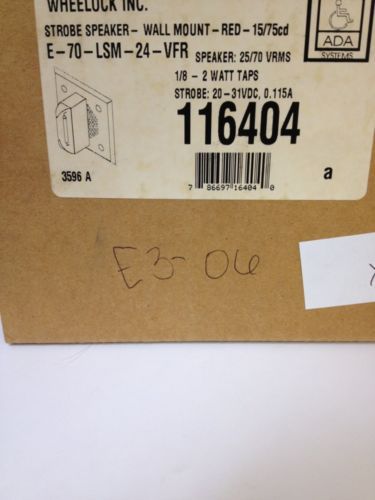 WHEELOCK INC.
STROBE SPEAKER - WALL MOUNT - RED - 15/75cd
E-70-LSM-24-VFR
SPEAKER: 25/70 VRMS
1/8 - 2 WATT TAPS
STROBE: 20 - 31VDC, 0.115A
116404
7 86697 16404 0
3596 A
a
ADA
SYSTEMS
E3-06